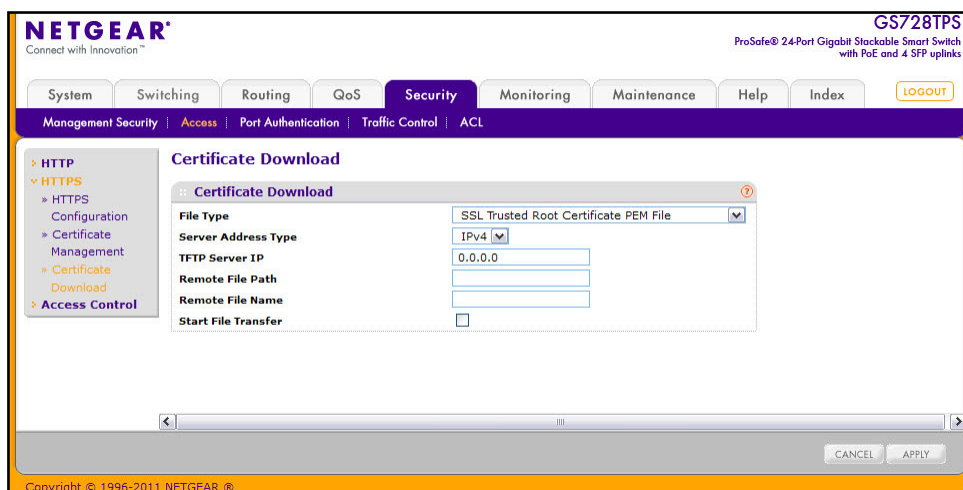 NETGEAR®
Connect with Innovation™
GS728TPS
ProSafe® 24-Port Gigabit Stackable Smart Switch
with PoE and 4 SFP uplinks
System Switching Routing QoS Security Monitoring Maintenance Help Index LOGOUT
Management Security Access Port Authentication Traffic Control ACL
HTTP
HTTPS
» HTTPS
Configuration
» Certificate
Management
» Certificate
Download
Access Control
Certificate Download
Certificate Download ?
File Type SSL Trusted Root Certificate PEM File
Server Address Type IPv4
TFTP Server IP 0.0.0.0
Remote File Path
Remote File Name
Start File Transfer
CANCEL APPLY
Copyright © 1996-2011 NETGEAR ®